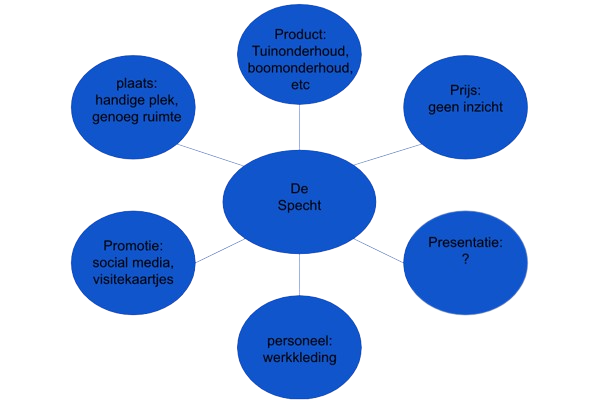 Product:
Tuinonderhoud,
boomonderhoud,
etc
plaats:
handige plek,
genoeg ruimte
Prijs:
geen inzicht
De
Specht
Promotie:
social media,
visitekaartjes
Presentatie:
?
personeel:
werkkleding